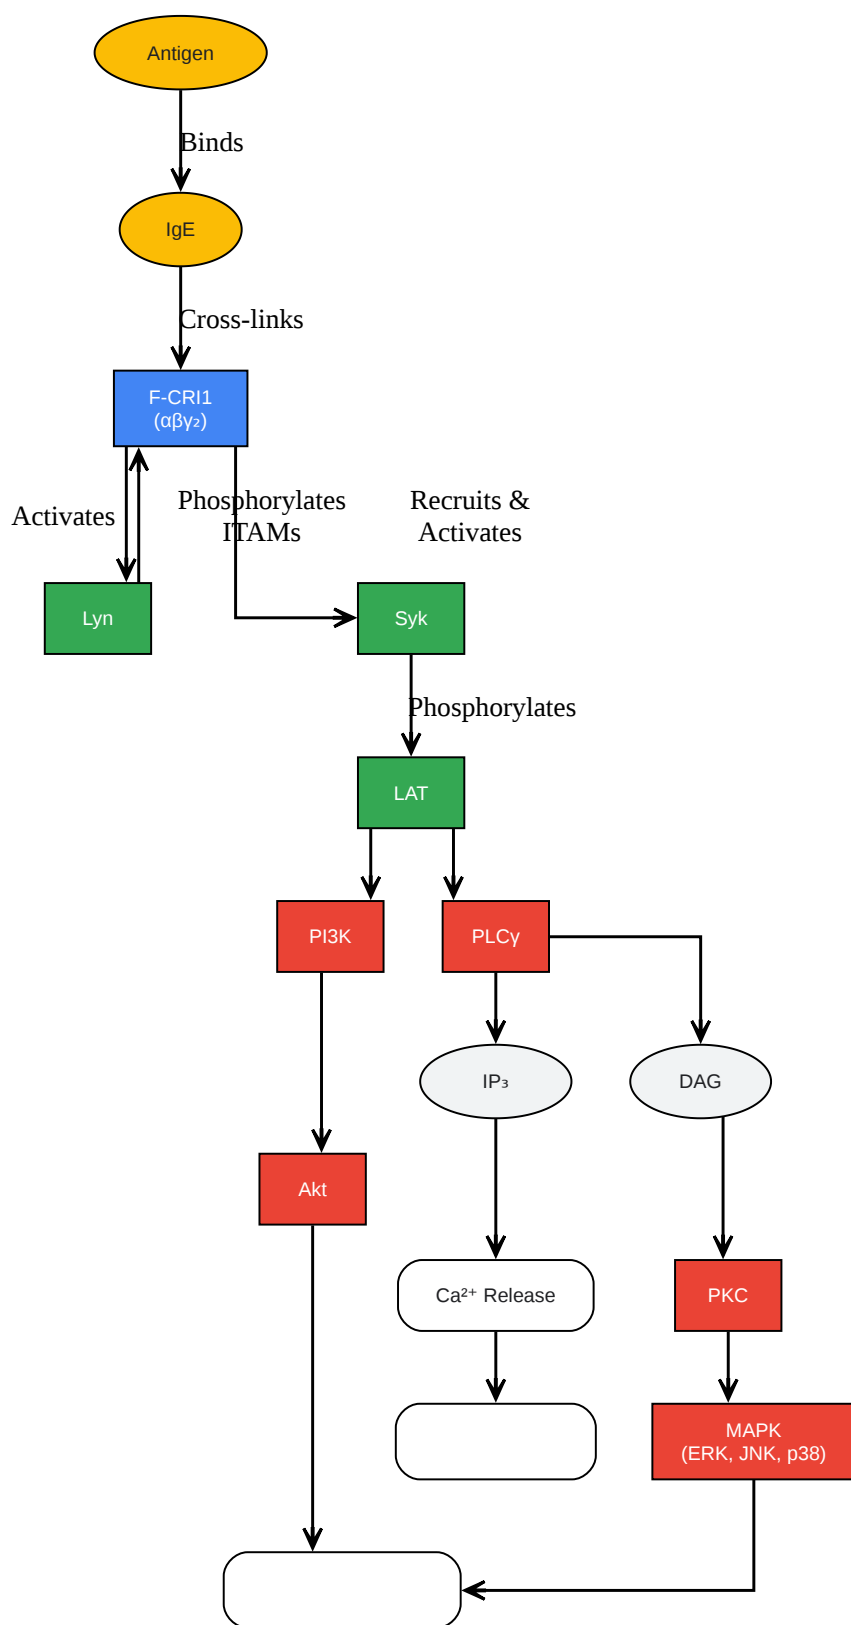 Antigen
Binds
IgE
Cross-links
F-CRI1
(αβγ₂)
Activates
Phosphorylates
ITAMs
Recruits &
Activates
Lyn
Syk
Phosphorylates
LAT
PI3K
PLCγ
IP₃
DAG
Akt
Ca²⁺ Release
PKC
MAPK
(ERK, JNK, p38)